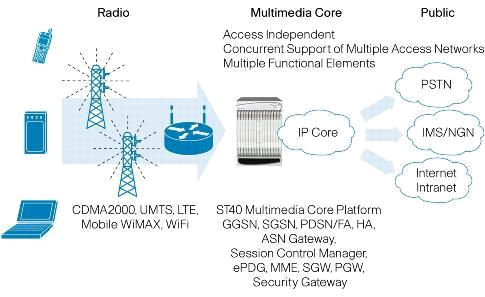 Radio
Multimedia Core
Public
Access Independent
Concurrent Support of Multiple Access Networks
Multiple Functional Elements
PSTN
IP Core
IMS/NGN
Internet
Intranet
CDMA2000, UMTS, LTE,
Mobile WiMAX, WiFi
ST40 Multimedia Core Platform
GGSN, SGSN, PDSN/FA, HA,
ASN Gateway,
Session Control Manager,
ePDG, MME, SGW, PGW,
Security Gateway